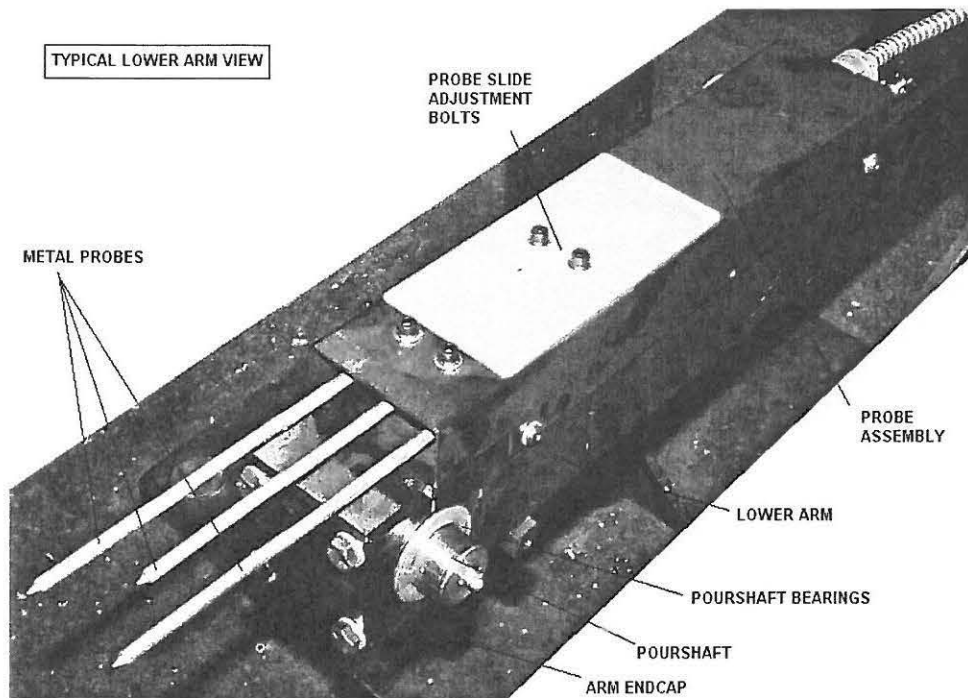 TYPICAL LOWER ARM VIEW
PROBE SLIDE
ADJUSTMENT
BOLTS
METAL PROBES
PROBE
ASSEMBLY
LOWER ARM
POURSHAFT BEARINGS
POURSHAFT
ARM ENDCAP